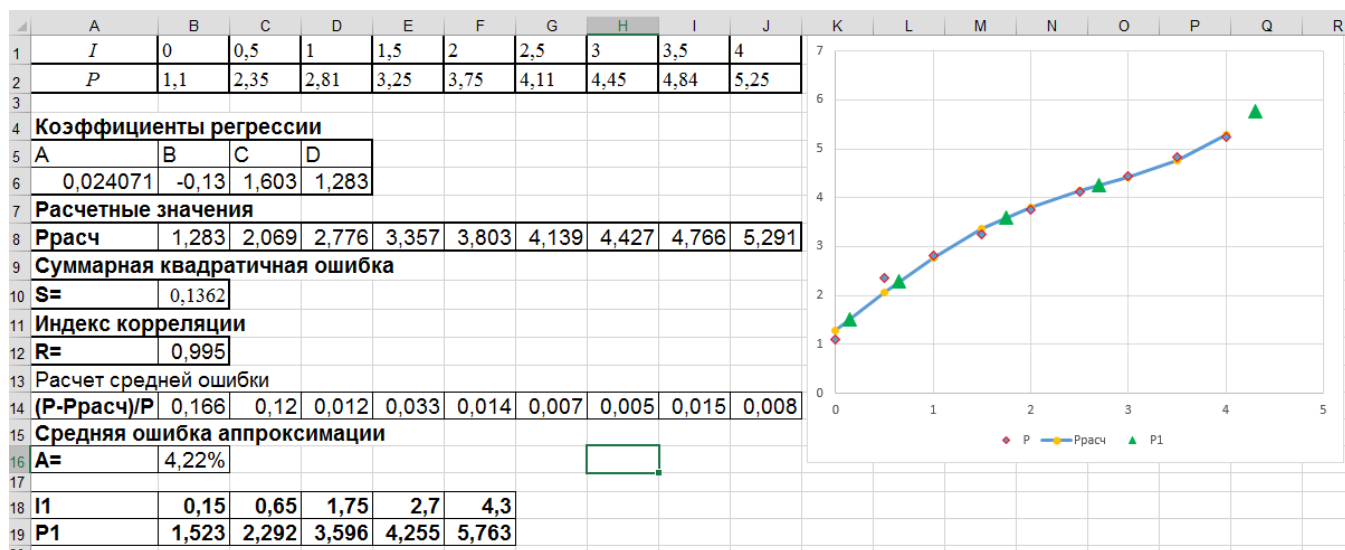 A B C D E F G H I J K L M N O P Q R
1 I 0 0,5 1 1,5 2 2,5 3 3,5 4
2 P 1,1 2,35 2,81 3,25 3,75 4,11 4,45 4,84 5,25
3
4 Коэффициенты регрессии
5 A B C D
6 0,024071 -0,13 1,603 1,283
7 Расчетные значения
8 Ррасч 1,283 2,069 2,776 3,357 3,803 4,139 4,427 4,766 5,291
9 Суммарная квадратичная ошибка
10 S= 0,1362
11 Индекс корреляции
12 R= 0,995
13 Расчет средней ошибки
14 (P-Pрасч)/P 0,166 0,12 0,012 0,033 0,014 0,007 0,005 0,015 0,008
15 Средняя ошибка аппроксимации
16 A= 4,22%
17
18 I1 0,15 0,65 1,75 2,7 4,3
19 P1 1,523 2,292 3,596 4,255 5,763
7
6
5
4
3
2
1
0
0 1 2 3 4 5
P Pрасч P1